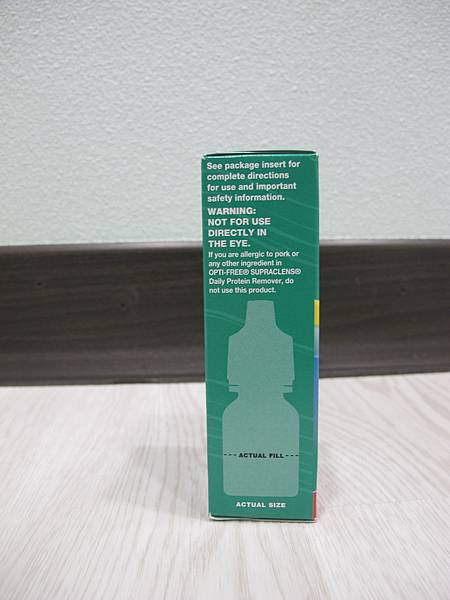 See package insert for
complete directions
for use and important
safety information.
WARNING:
NOT FOR USE
DIRECTLY IN
THE EYE.
If you are allergic to pork or
any other ingredient in
OPTI-FREE® SUPRACLENS®
Daily Protein Remover, do
not use this product.
ACTUAL FILL
ACTUAL SIZE